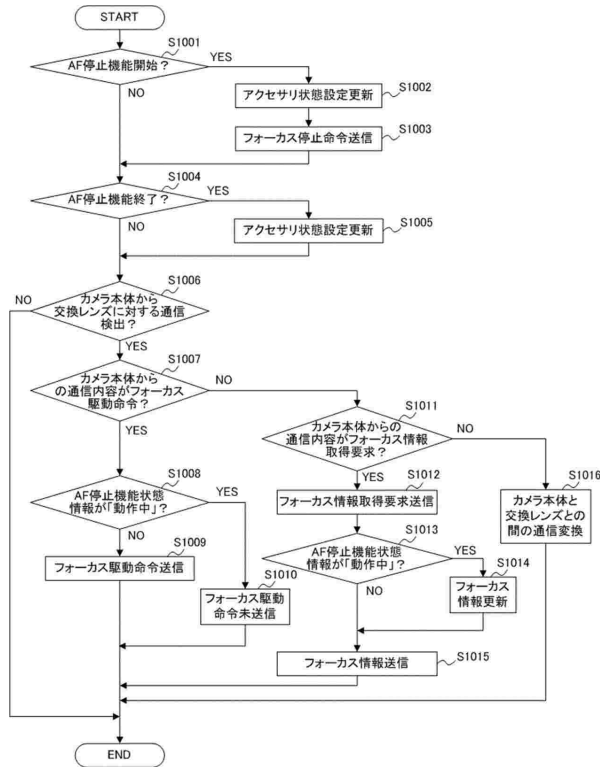 START
S1001
AF停止機能開始?
YES
NO
アクセサリ状態設定更新
S1002
フォーカス停止命令送信
S1003
S1004
AF停止機能終了?
YES
NO
アクセサリ状態設定更新
S1005
S1006
カメラ本体から
交換レンズに対する通信
検出?
NO
YES
S1007
カメラ本体から
の通信内容がフォーカス
駆動命令?
NO
YES
S1008
AF停止機能状態
情報が「動作中」?
YES
NO
S1009
フォーカス駆動命令送信
S1010
フォーカス駆動
命令未送信
S1011
カメラ本体からの
通信内容がフォーカス情報
取得要求?
NO
YES
S1012
フォーカス情報取得要求送信
S1013
AF停止機能状態
情報が「動作中」?
YES
NO
S1014
フォーカス
情報更新
フォーカス情報送信
S1015
S1016
カメラ本体と
交換レンズとの
間の通信変換
END